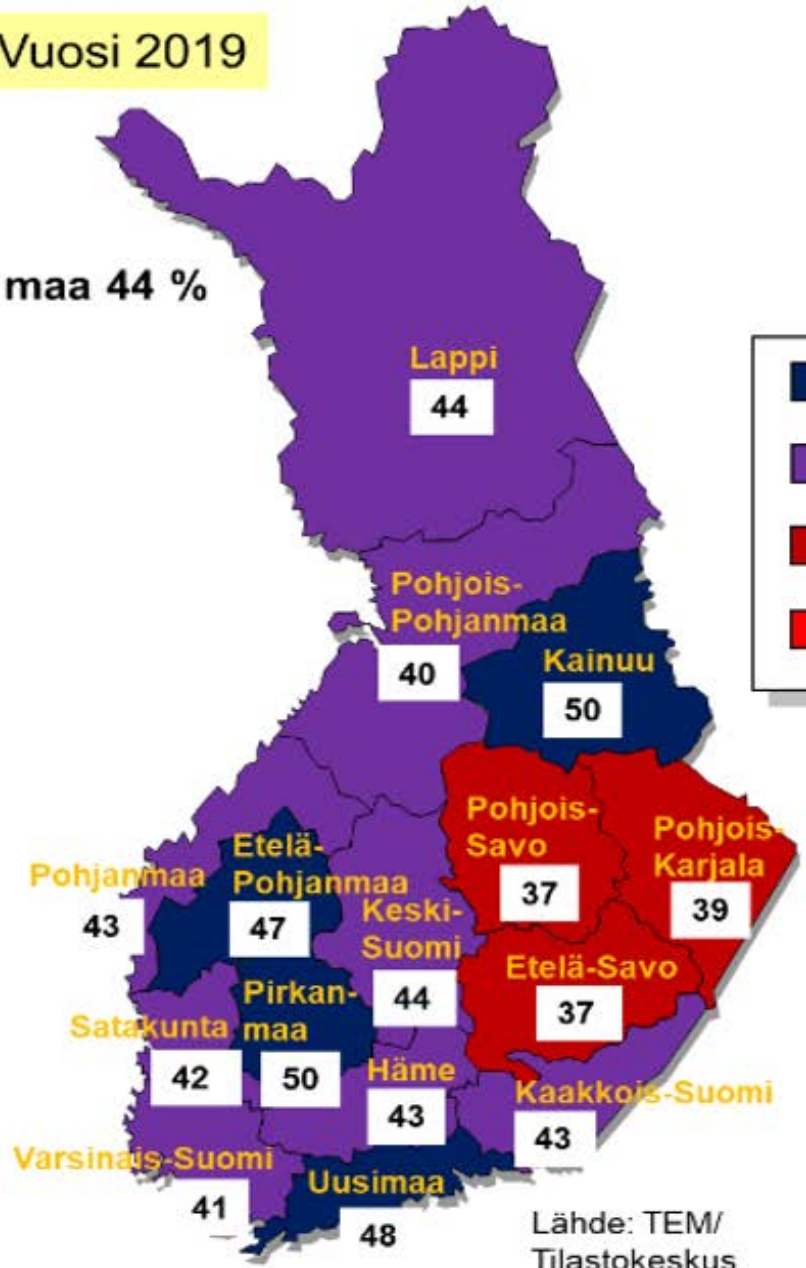 Vuosi 2019
maa 44 %
Lappi
44
Pohjois-
Pohjanmaa
40
Kainuu
50
Pohjois-
Savo
37
Pohjois-
Karjala
39
Etelä-
Pohjanmaa
47
Pohjanmaa
43
Keski-
Suomi
44
Etelä-Savo
37
Pirkan-
maa
50
Satakunta
42
Häme
43
Kaakkois-Suomi
43
Varsinais-Suomi
41
Uusimaa
48
Lähde: TEM/
Tilastokeskus